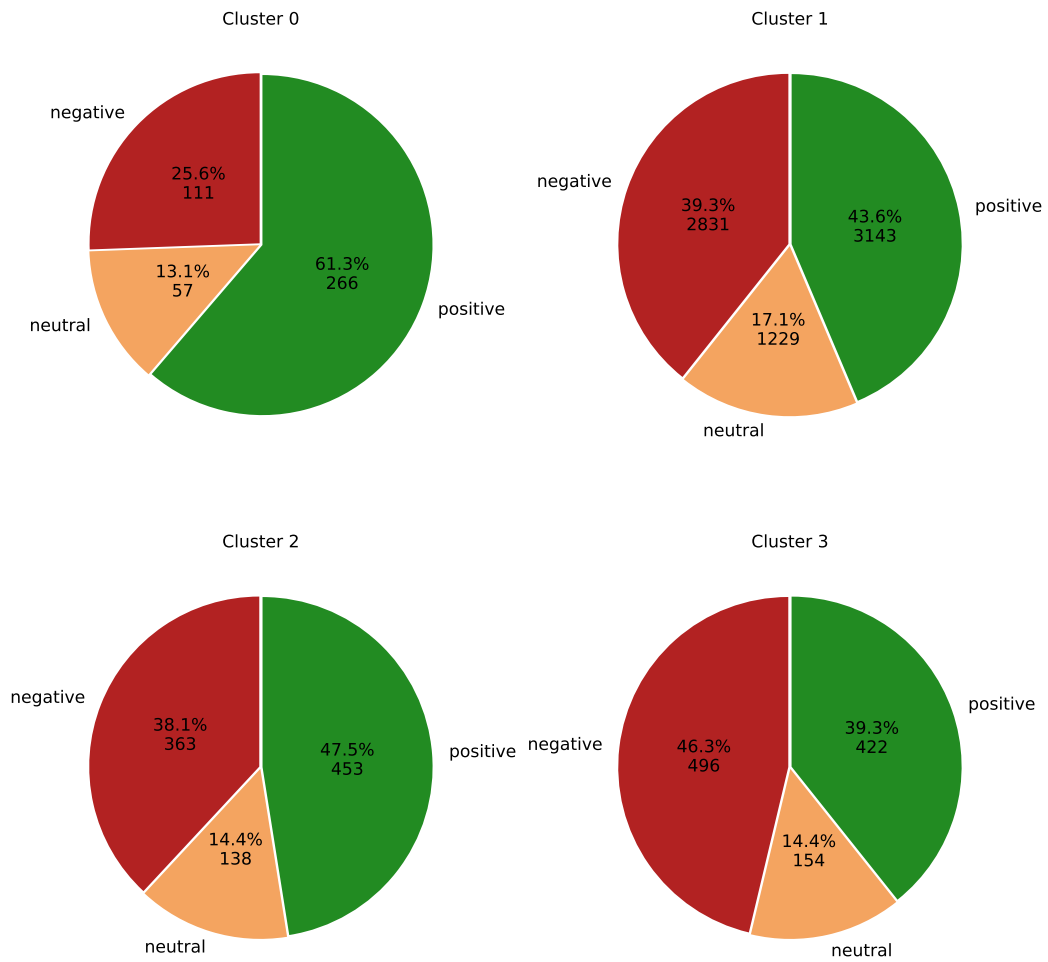 Cluster 0
negative
25.6%
111
13.1%
57
neutral
61.3%
266
positive
Cluster 1
negative
39.3%
2831
43.6%
3143
positive
17.1%
1229
neutral
Cluster 2
negative
38.1%
363
47.5%
453
positive
14.4%
138
neutral
Cluster 3
negative
46.3%
496
39.3%
422
positive
14.4%
154
neutral